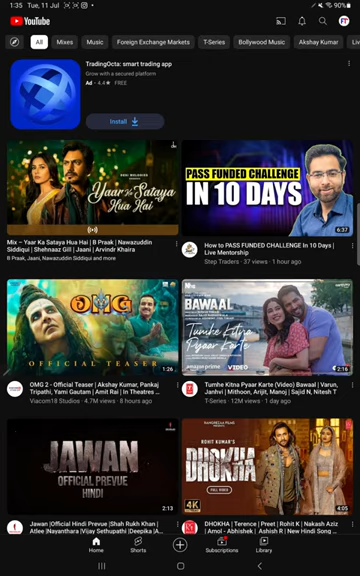 1:35 Tue, 11 Jul
90%
YouTube
All Mixes Music Foreign Exchange Markets T-Series Bollywood Music Akshay Kumar Liv
TradingOcta: smart trading app
Grow with a secured platform
Ad · 4.4★ FREE
Install
Yaar Ka Sataya Hua Hai
PASS FUNDED CHALLENGE
IN 10 DAYS
6:37
Mix – Yaar Ka Sataya Hua Hai | B Praak | Nawazuddin
Siddiqui | Shehnaaz Gill | Jaani | Arvindr Khaira
B Praak, Jaani, Nawazuddin Siddiqui and more
How to PASS FUNDED CHALLENGE In 10 Days |
Live Mentorship
Step Traders · 37 views · 1 hour ago
OMG 2
OFFICIAL TEASER
1:26
BAWAAL
Tumhe Kitna
Pyaar Karte
prime video
VIDEO
2:16
OMG 2 - Official Teaser | Akshay Kumar, Pankaj
Tripathi, Yami Gautam | Amit Rai | In Theatres ...
Viacom18 Studios · 4.7M views · 8 hours ago
Tumhe Kitna Pyaar Karte (Video) Bawaal | Varun,
Janhvi | Mithoon, Arijit, Manoj | Sajid N, Nitesh T
T-Series · 12M views · 1 day ago
JAWAN
OFFICIAL PREVUE
HINDI
2:13
ROHIT KUMAR'S
DHOKHA
FULL VIDEO
4K
4:05
Jawan |Official Hindi Prevue |Shah Rukh Khan |
Atlee |Nayanthara |Vijay Sethupathi |Deepika |A...
DHOKHA | Terence | Preet | Rohit K | Nakash Aziz
| Amol - Abhishek | Ashish R | New Hindi Song ...
Home Shorts Subscriptions Library